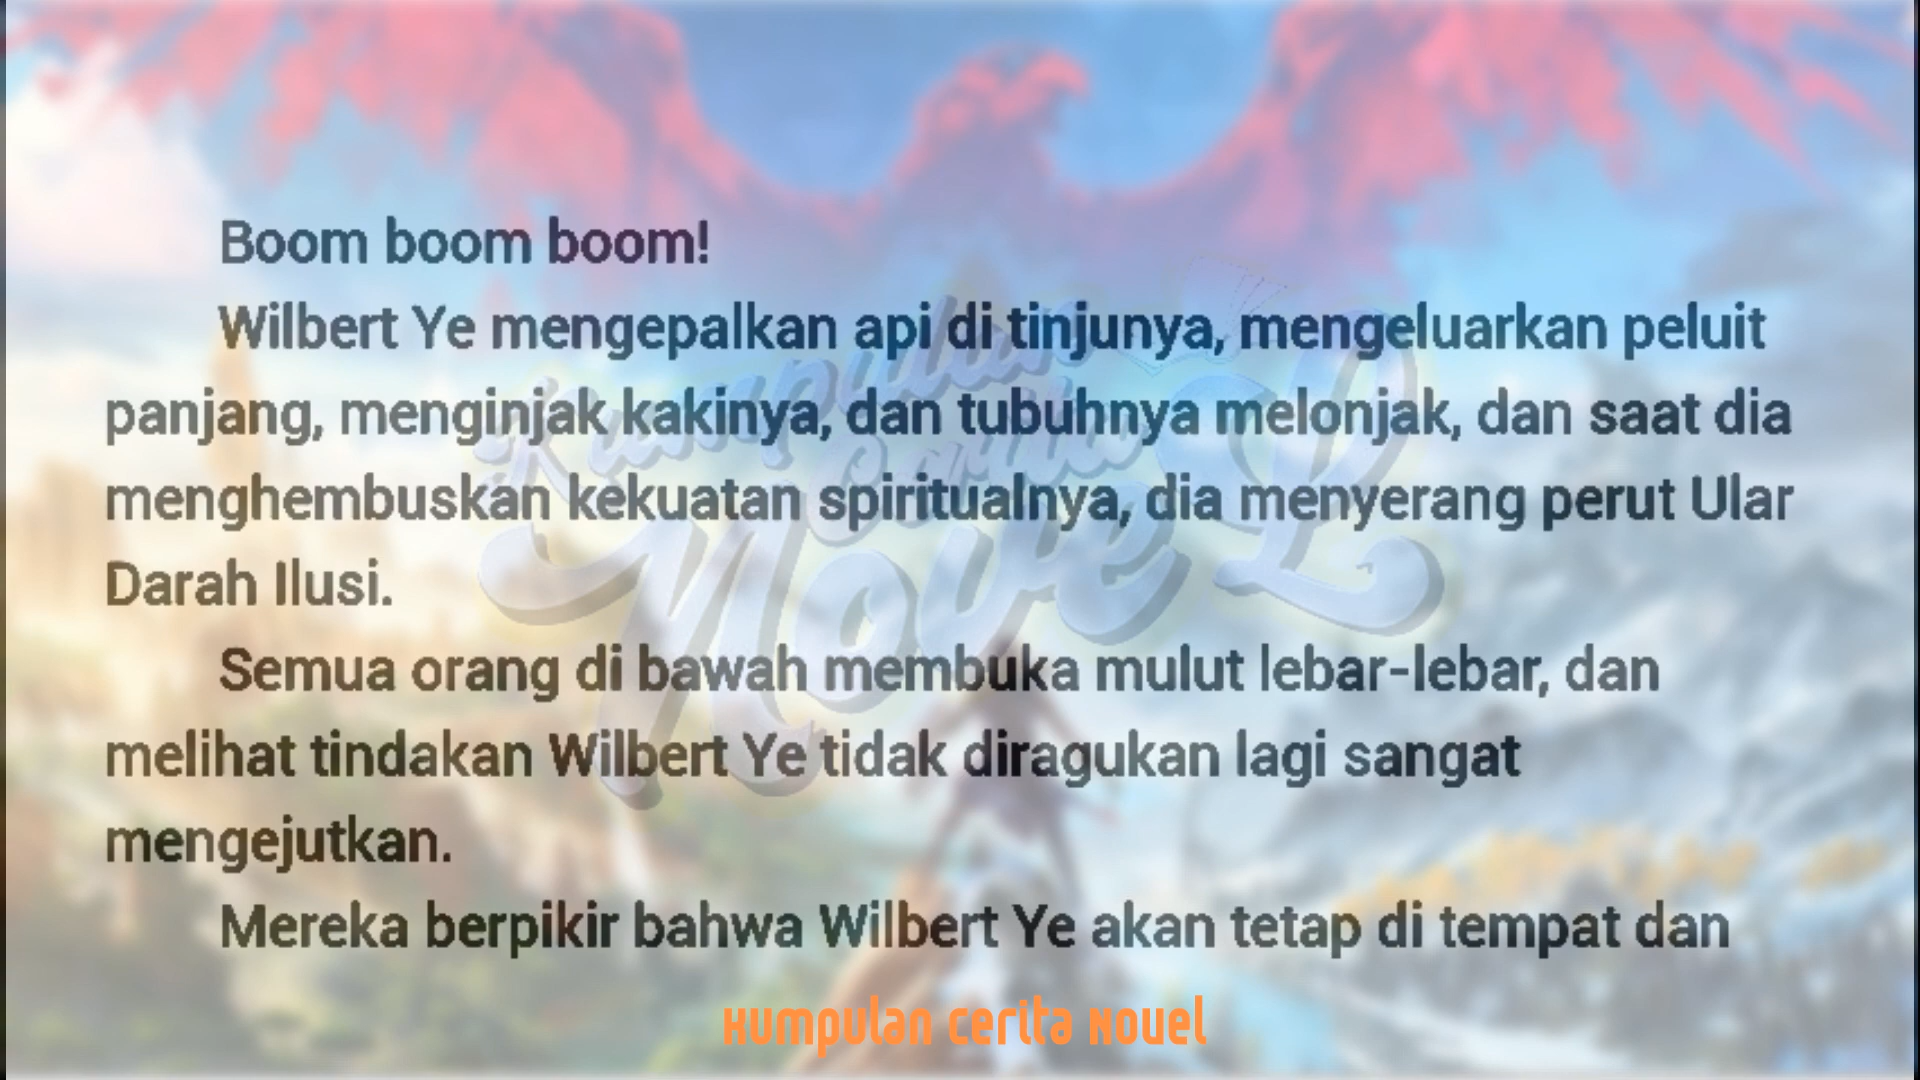 Boom boom boom!
Wilbert Ye mengepalkan api di tinjunya, mengeluarkan peluit
panjang, menginjak kakinya, dan tubuhnya melonjak, dan saat dia
menghembuskan kekuatan spiritualnya, dia menyerang perut Ular
Darah Ilusi.
Semua orang di bawah membuka mulut lebar-lebar, dan
melihat tindakan Wilbert Ye tidak diragukan lagi sangat
mengejutkan.
Mereka berpikir bahwa Wilbert Ye akan tetap di tempat dan
Kumpulan
Cerita
Novel
Kumpulan Cerita Novel